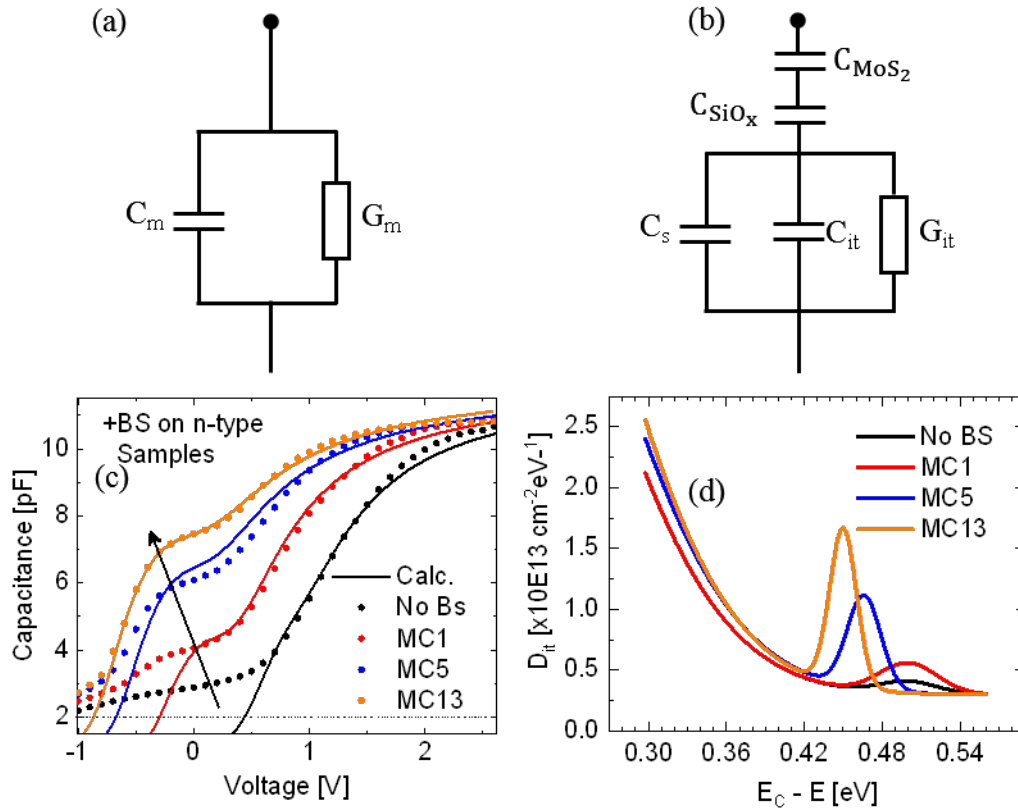 (a)
C_m
G_m
(b)
C_MoS₂
C_SiOₓ
C_s
C_it
G_it
+BS on n-type
Samples
(c)
Calc.
No Bs
MC1
MC5
MC13
10
8
6
4
2
-1
0
1
2
Voltage [V]
Capacitance [pF]
(d)
No BS
MC1
MC5
MC13
2.5
2.0
1.5
1.0
0.5
0.0
0.30
0.36
0.42
0.48
0.54
E_C - E [eV]
D_it [x10E13 cm⁻²eV⁻¹]